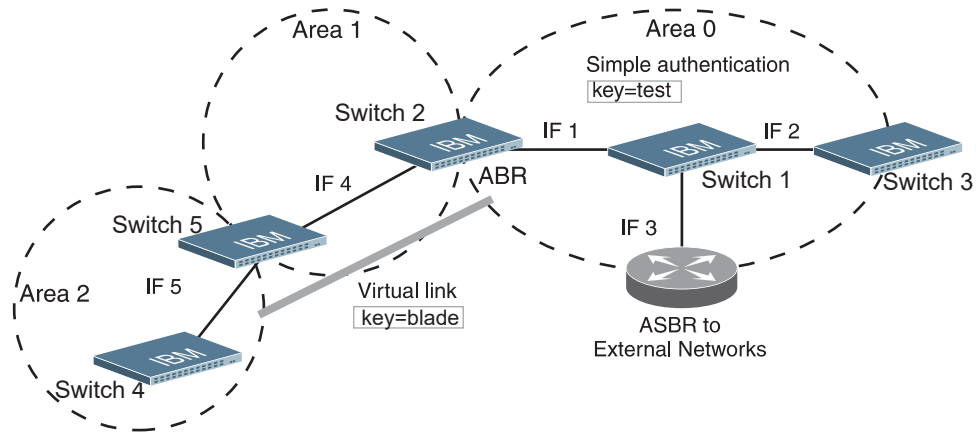 Area 1
Area 0
Simple authentication
key=test
Switch 2
IBM
IF 1
IBM
IF 2
IBM
ABR
Switch 1
Switch 3
IF 4
Switch 5
IBM
IF 3
Area 2
IF 5
Virtual link
key=blade
IBM
Switch 4
ASBR to
External Networks